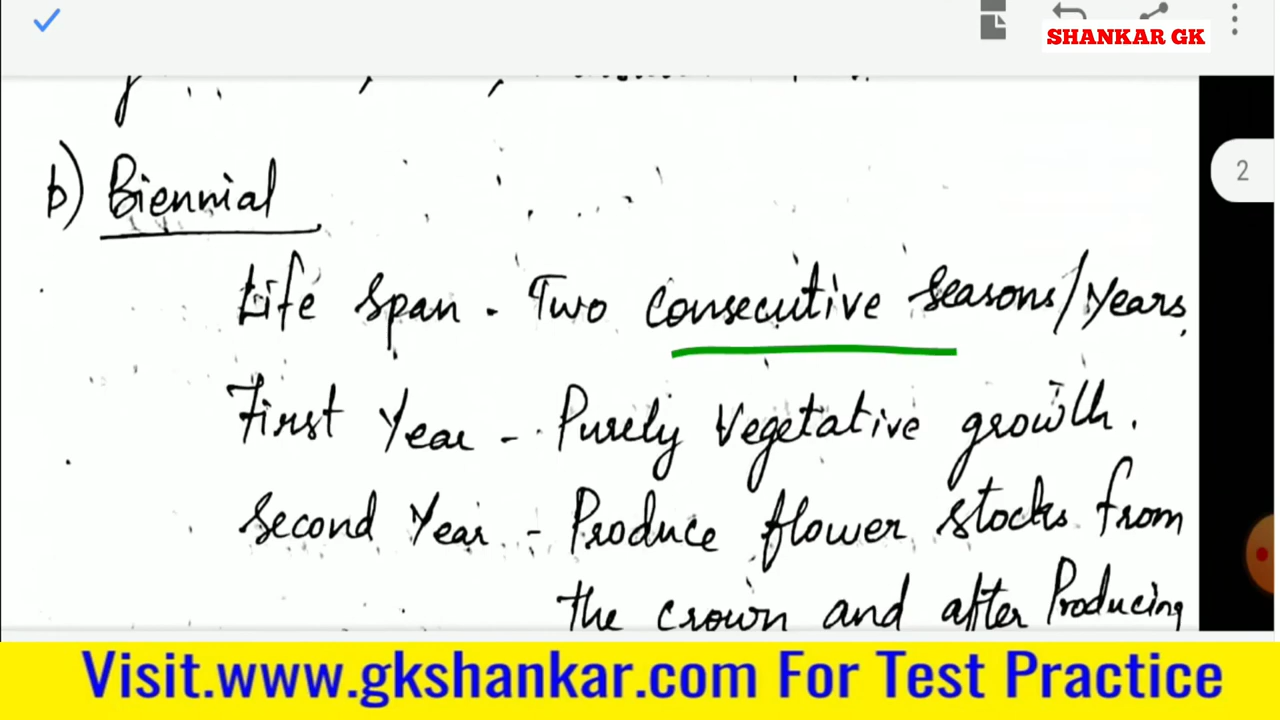 SHANKAR GK
2
b) Biennial
Life span - Two consecutive seasons/years.
First Year - Purely vegetative growth.
Second Year - Produce flower stocks from
the crown and after Producing
Visit.www.gkshankar.com For Test Practice